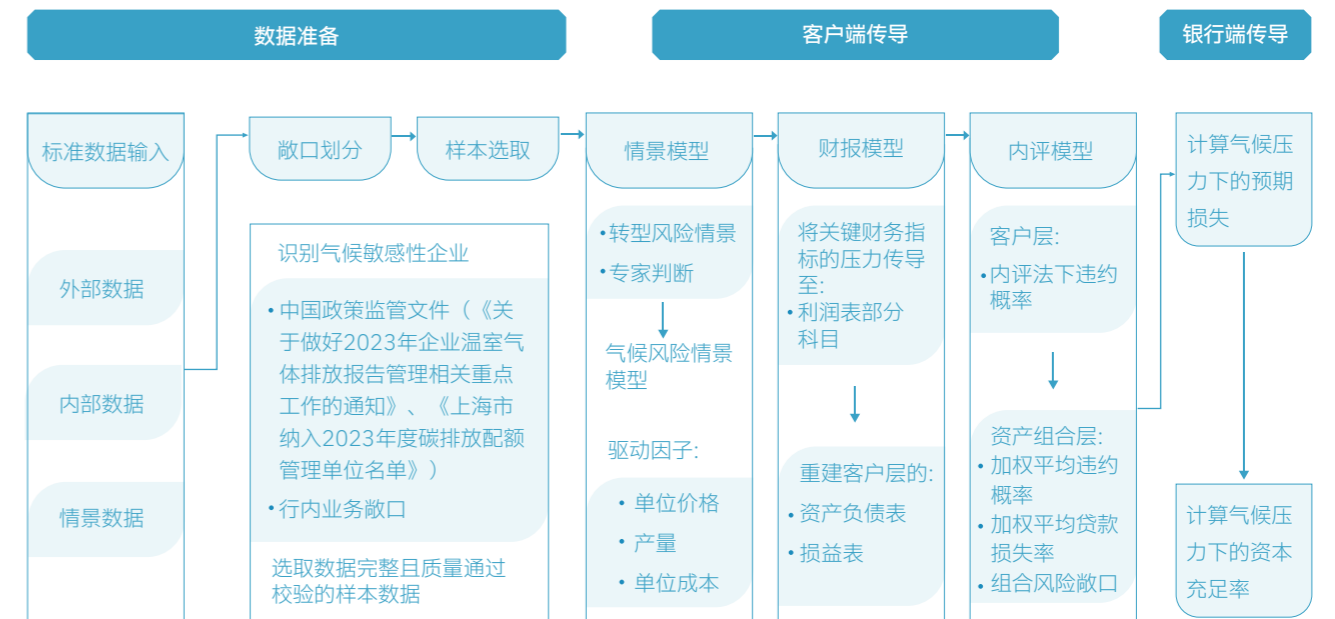 数据准备
客户端传导
银行端传导
标准数据输入
外部数据
内部数据
情景数据
敞口划分
样本选取
识别气候敏感性企业
•中国政策监管文件（《关
于做好2023年企业温室气
体排放报告管理相关重点
工作的通知》、《上海市
纳入2023年度碳排放配额
管理单位名单》）
•行内业务敞口
选取数据完整且质量通过
校验的样本数据
情景模型
•转型风险情景
•专家判断
气候风险情景
模型
驱动因子:
• 单位价格
• 产量
• 单位成本
财报模型
将关键财务指
标的压力传导
至:
•利润表部分
科目
重建客户层的:
•资产负债表
•损益表
内评模型
客户层:
•内评法下违约
概率
资产组合层:
•加权平均违约
概率
•加权平均贷款
损失率
•组合风险敞口
计算气候压
力下的预期
损失
计算气候压
力下的资本
充足率